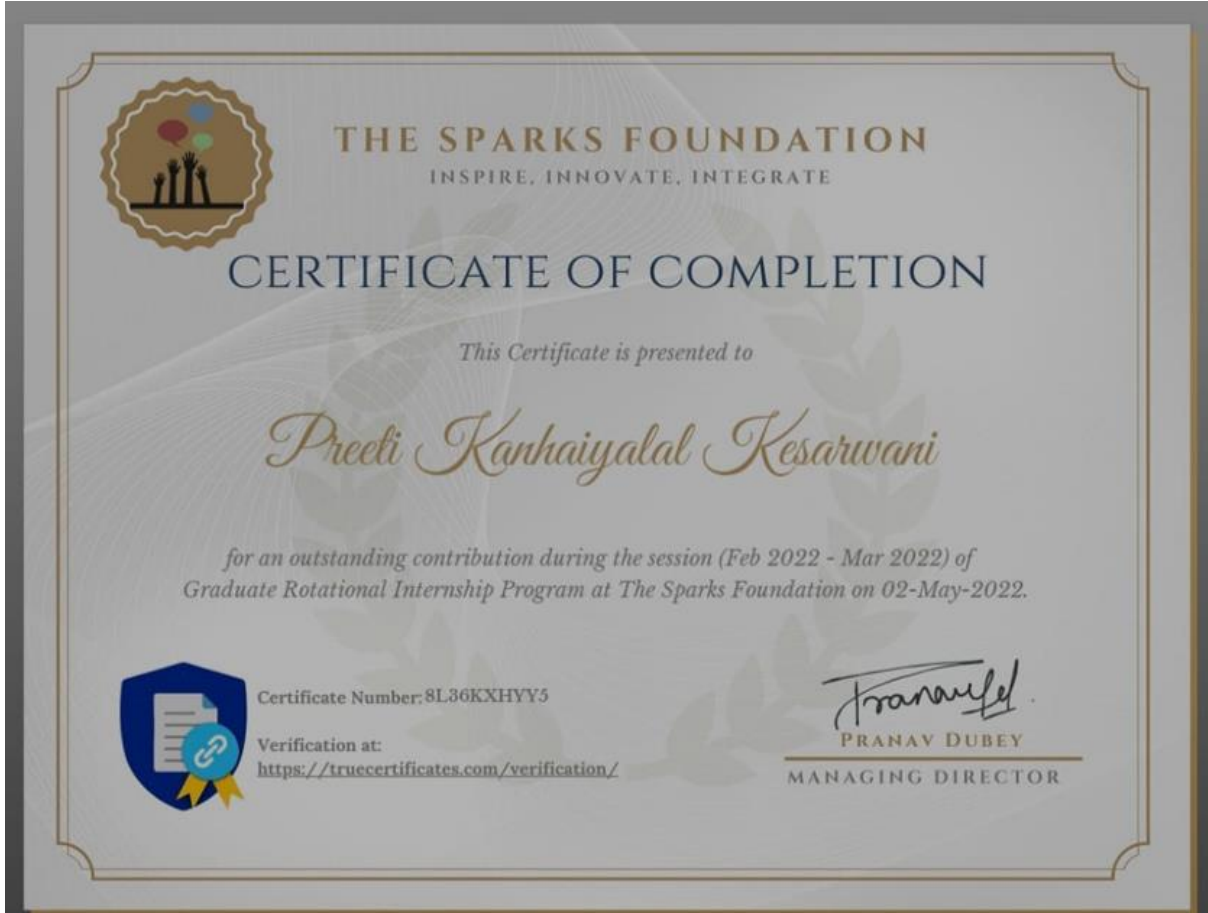 THE SPARKS FOUNDATION
INSPIRE, INNOVATE, INTEGRATE
CERTIFICATE OF COMPLETION
This Certificate is presented to
Preeti Kanhaiyalal Kesarwani
for an outstanding contribution during the session (Feb 2022 - Mar 2022) of
Graduate Rotational Internship Program at The Sparks Foundation on 02-May-2022.
Certificate Number: 8L36KXHYY5
Verification at:
https://truecertificates.com/verification/
PRANAV DUBEY
MANAGING DIRECTOR